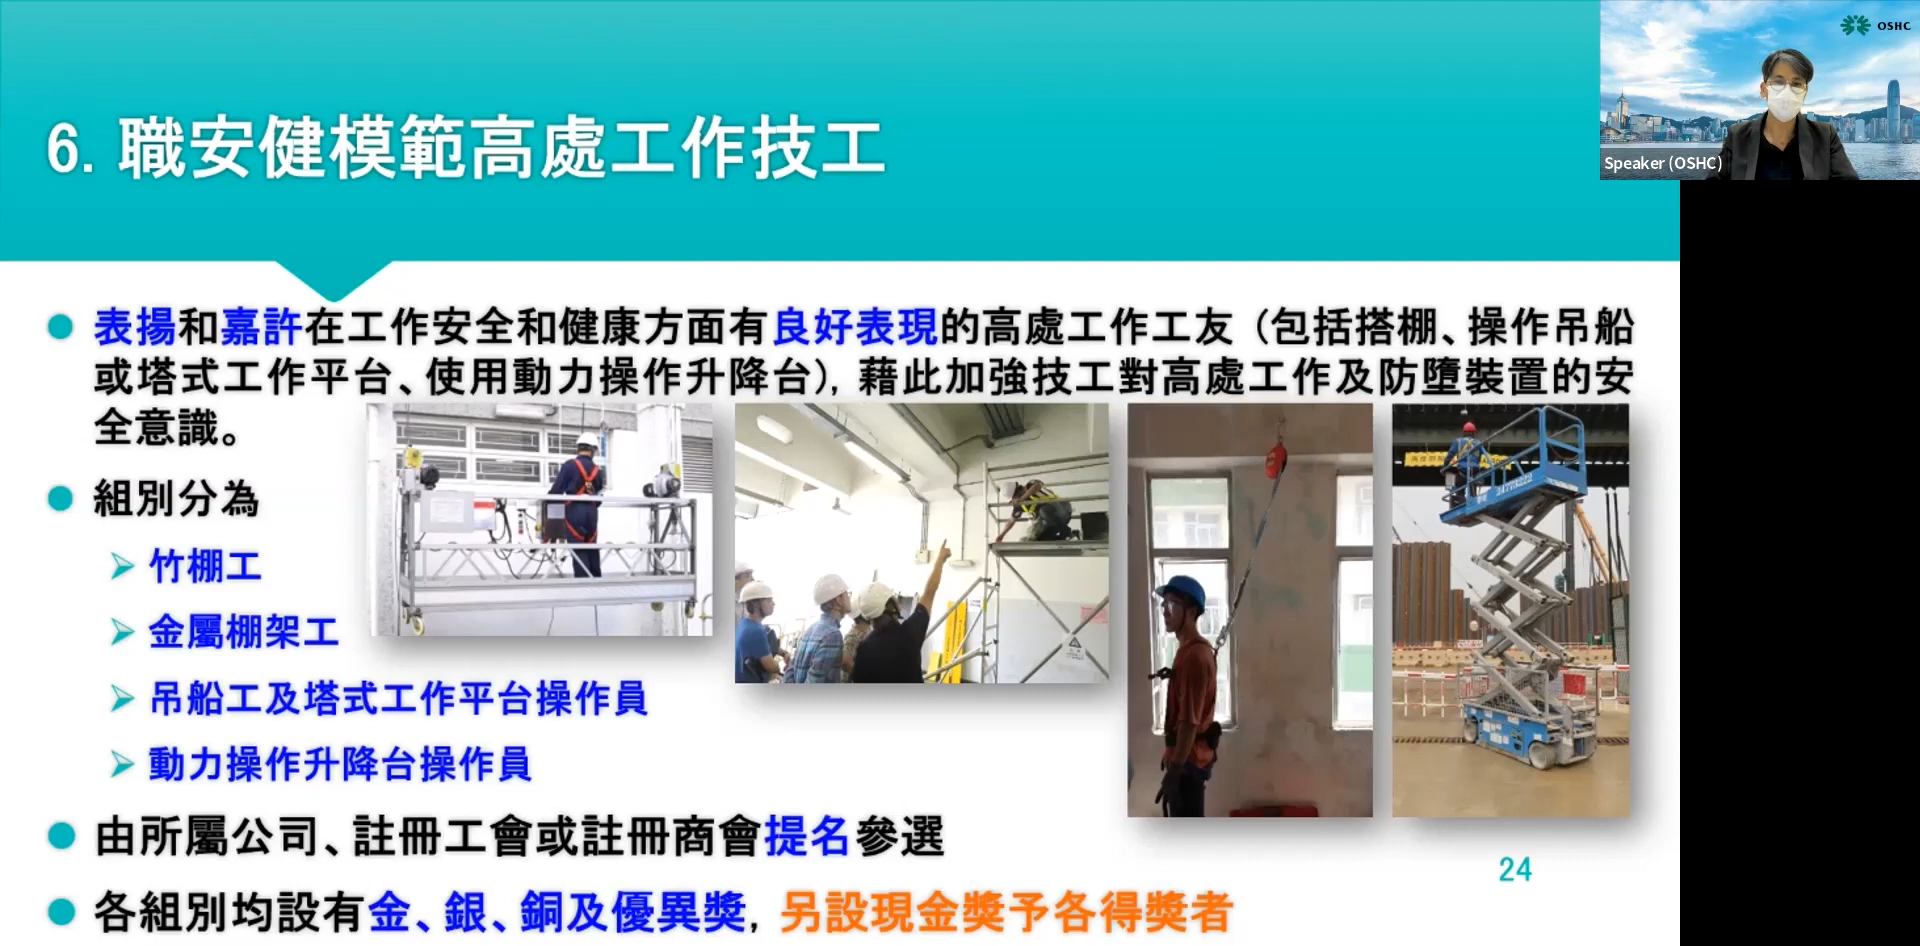 6. 職安健模範高處工作技工
OSHC
Speaker (OSHC)
表揚和嘉許在工作安全和健康方面有良好表現的高處工作工友（包括搭棚、操作吊船
或塔式工作平台、使用動力操作升降台），藉此加強技工對高處工作及防墮裝置的安
全意識。
組別分為
竹棚工
金屬棚架工
吊船工及塔式工作平台操作員
動力操作升降台操作員
由所屬公司、註冊工會或註冊商會提名參選
各組別均設有金、銀、銅及優異獎，另設現金獎予各得獎者
24